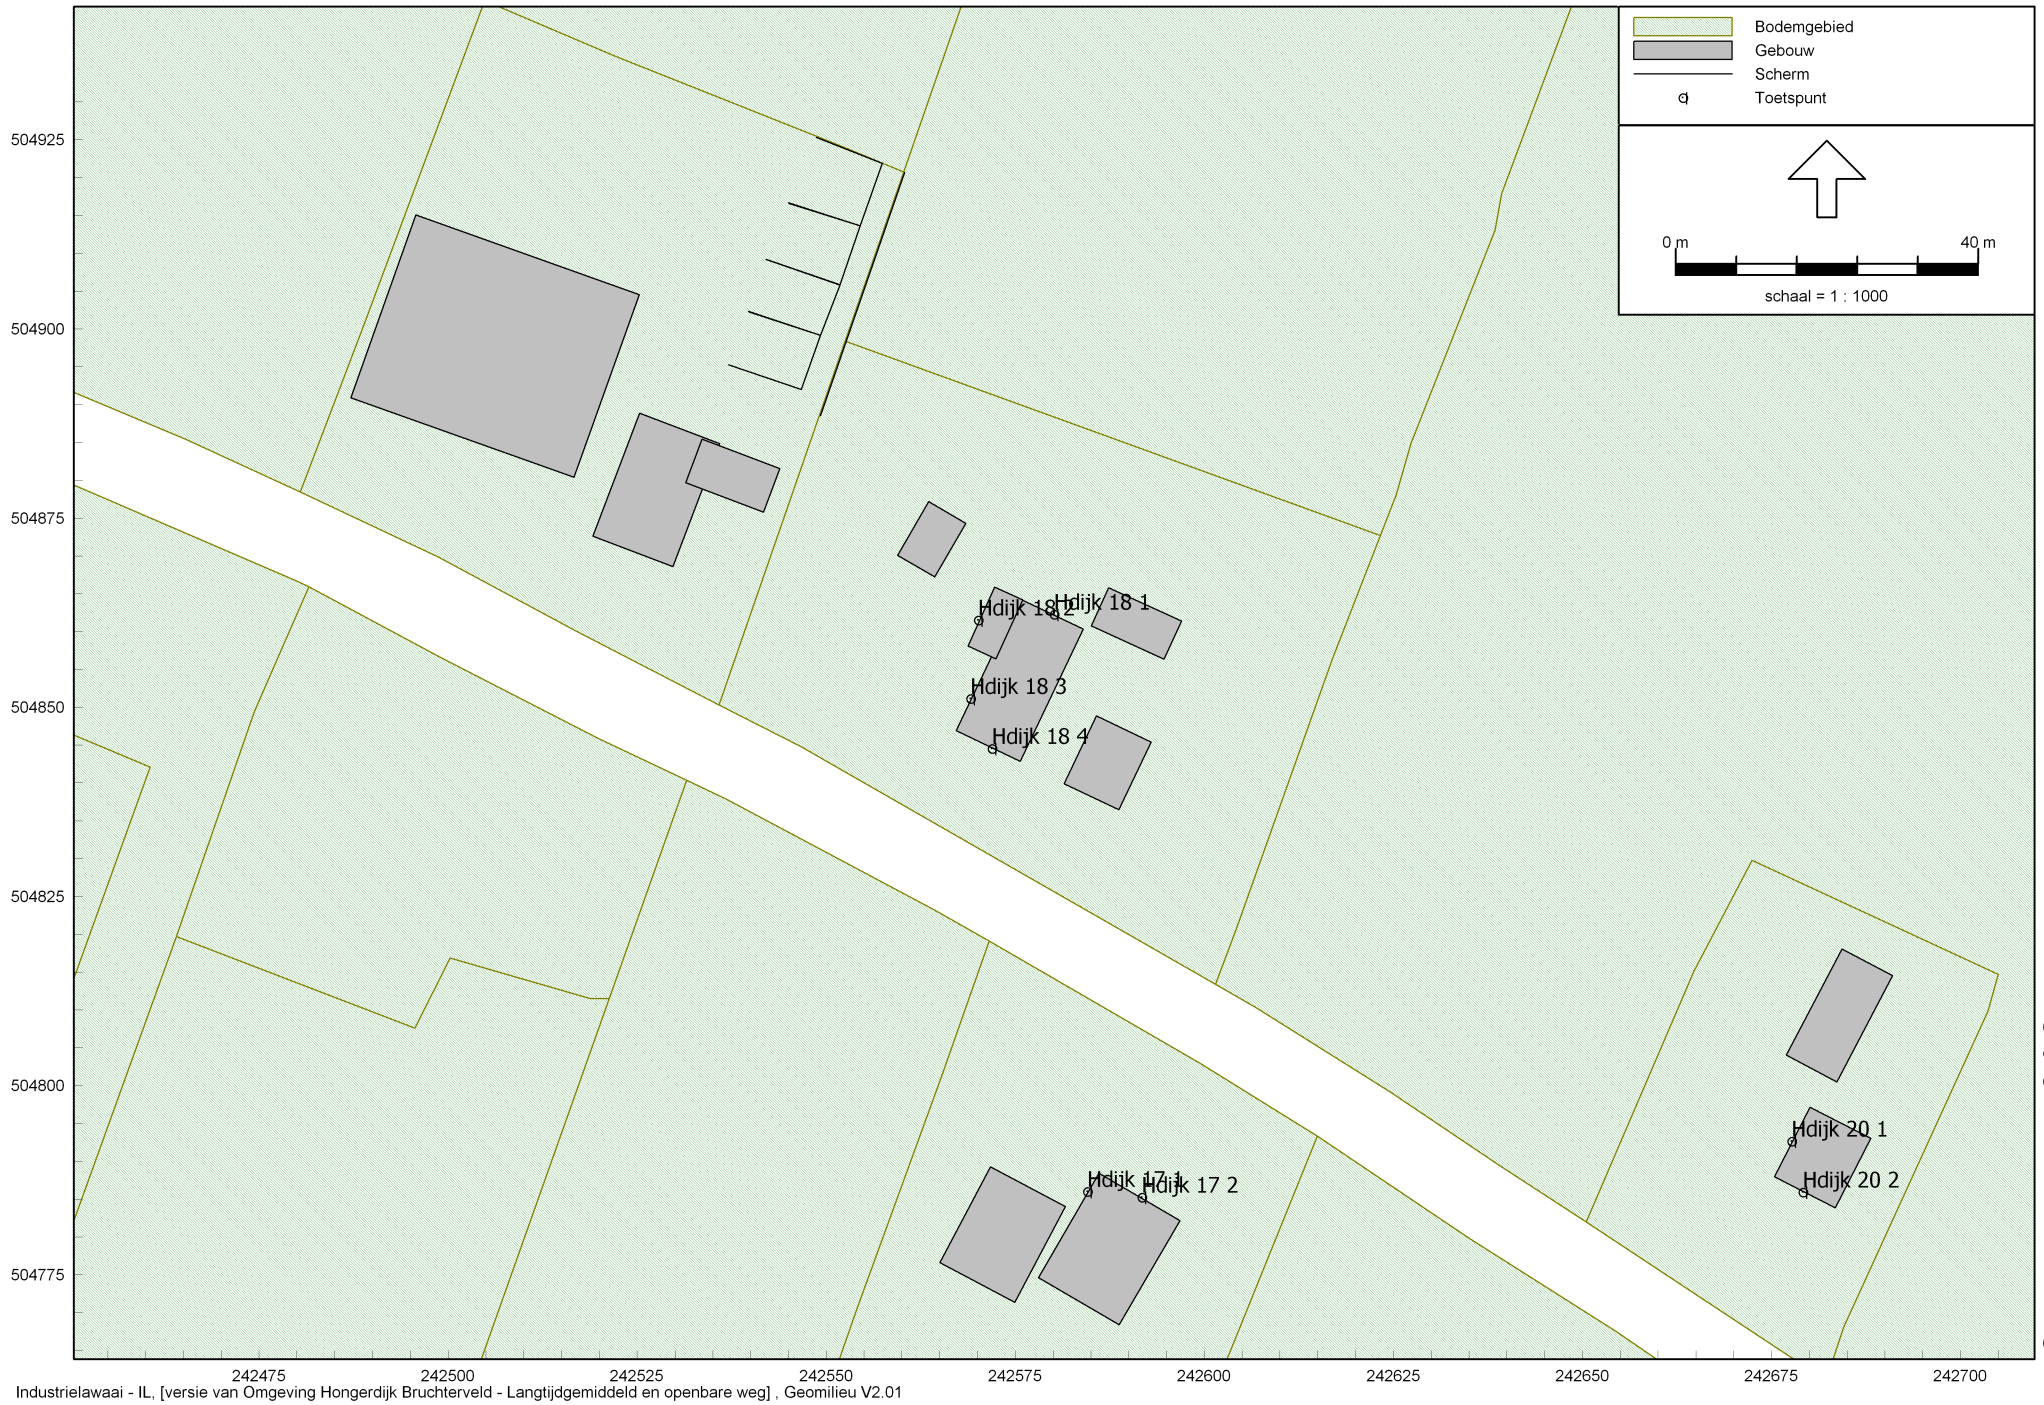 Bodemgebied
Gebouw
Scherm
Toetspunt
0 m 40 m
schaal = 1 : 1000
504925
504900
504875
504850
504825
504800
504775
Hdijk 18 2
Hdijk 18 1
Hdijk 18 3
Hdijk 18 4
Hdijk 20 1
Hdijk 20 2
Hdijk 17 1
Hdijk 17 2
242475 242500 242525 242550 242575 242600 242625 242650 242675 242700
Industrielawaai - IL, [versie van Omgeving Hongerdijk Bruchterveld - Langtijdgemiddeld en openbare weg] , Geomilieu V2.01